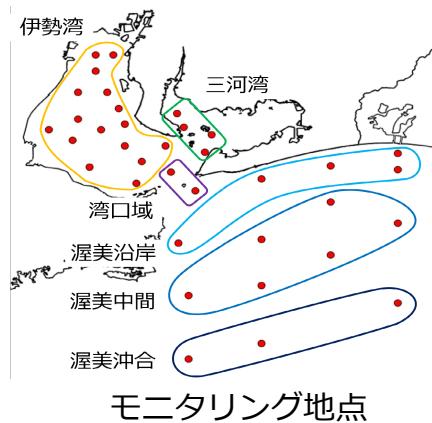 伊勢湾
三河湾
湾口域
渥美沿岸
渥美中間
渥美沖合
モニタリング地点